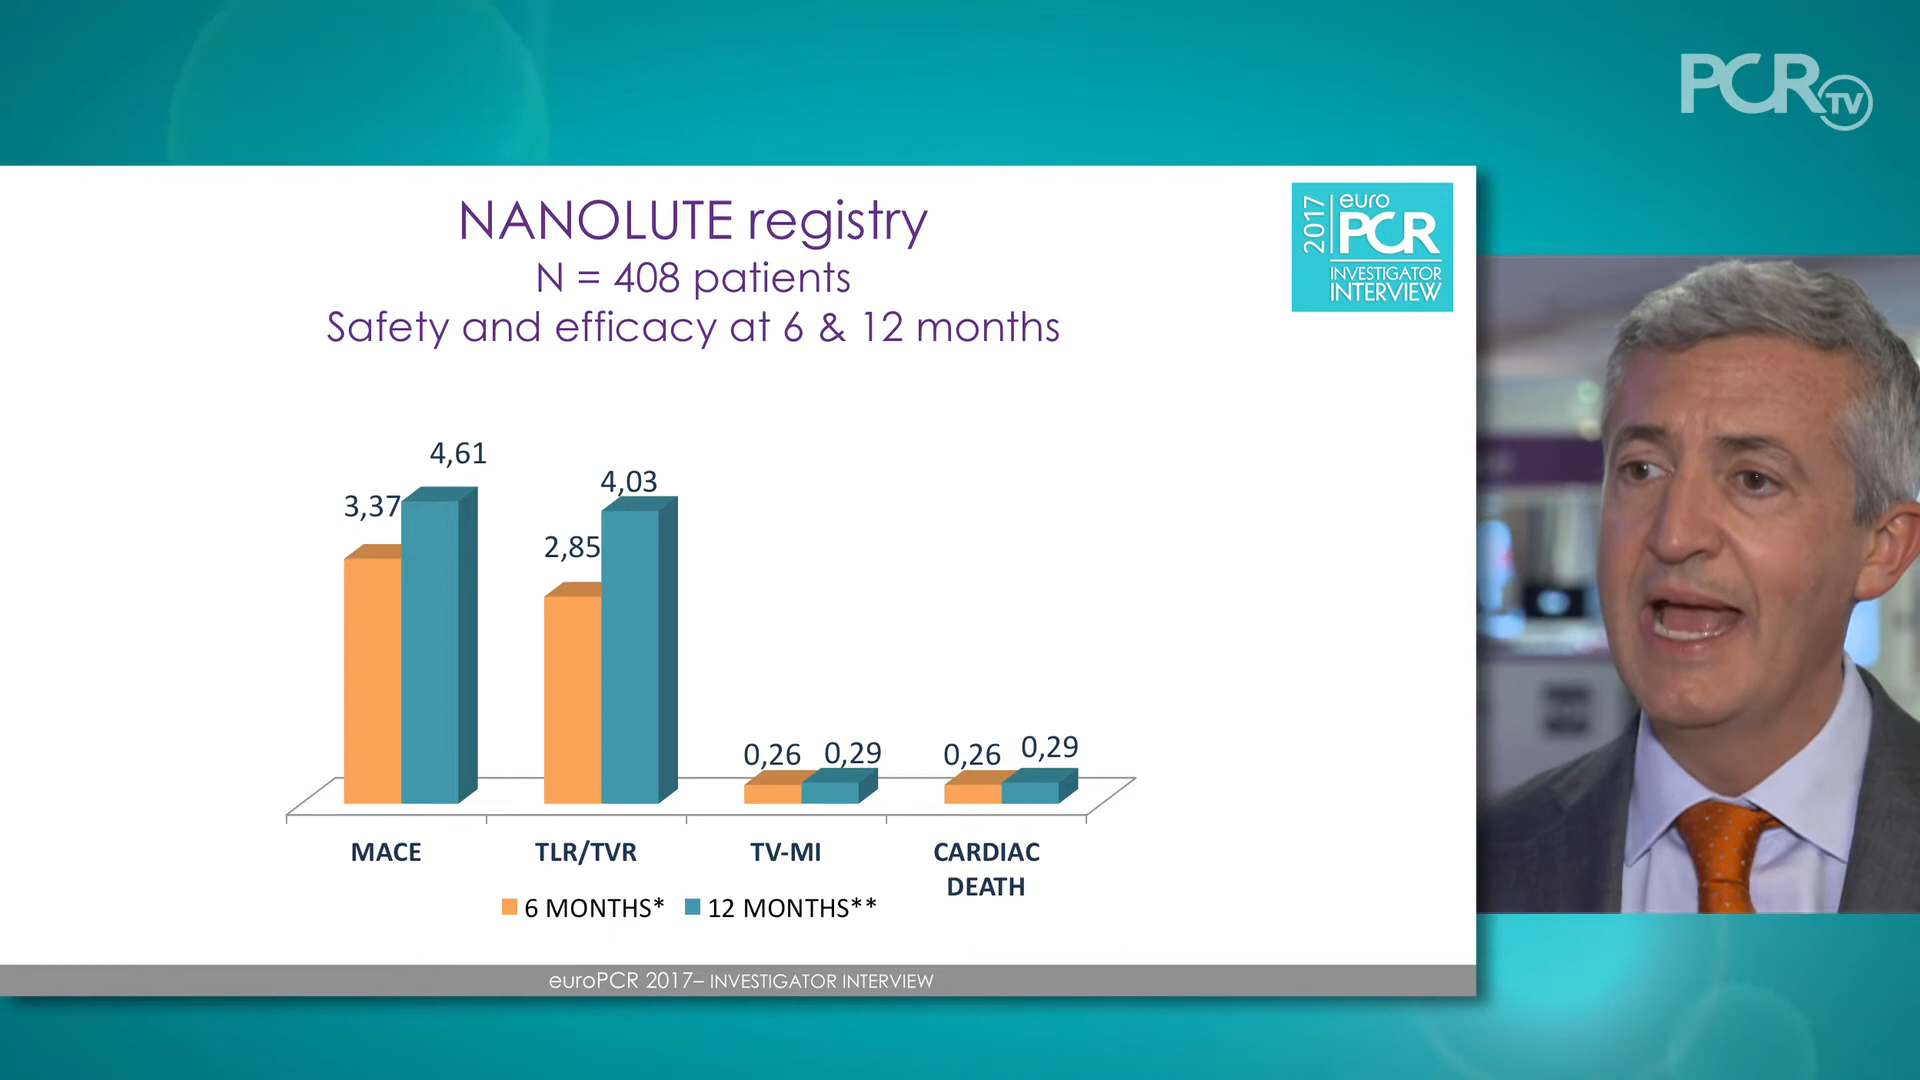 PCR TV
NANOLUTE registry
N = 408 patients
Safety and efficacy at 6 & 12 months
2017
euro
PCR
INVESTIGATOR
INTERVIEW
4,61
3,37
4,03
2,85
0,26
0,29
0,26
0,29
MACE
TLR/TVR
TV-MI
CARDIAC
DEATH
6 MONTHS*
12 MONTHS**
euroPCR 2017– INVESTIGATOR INTERVIEW